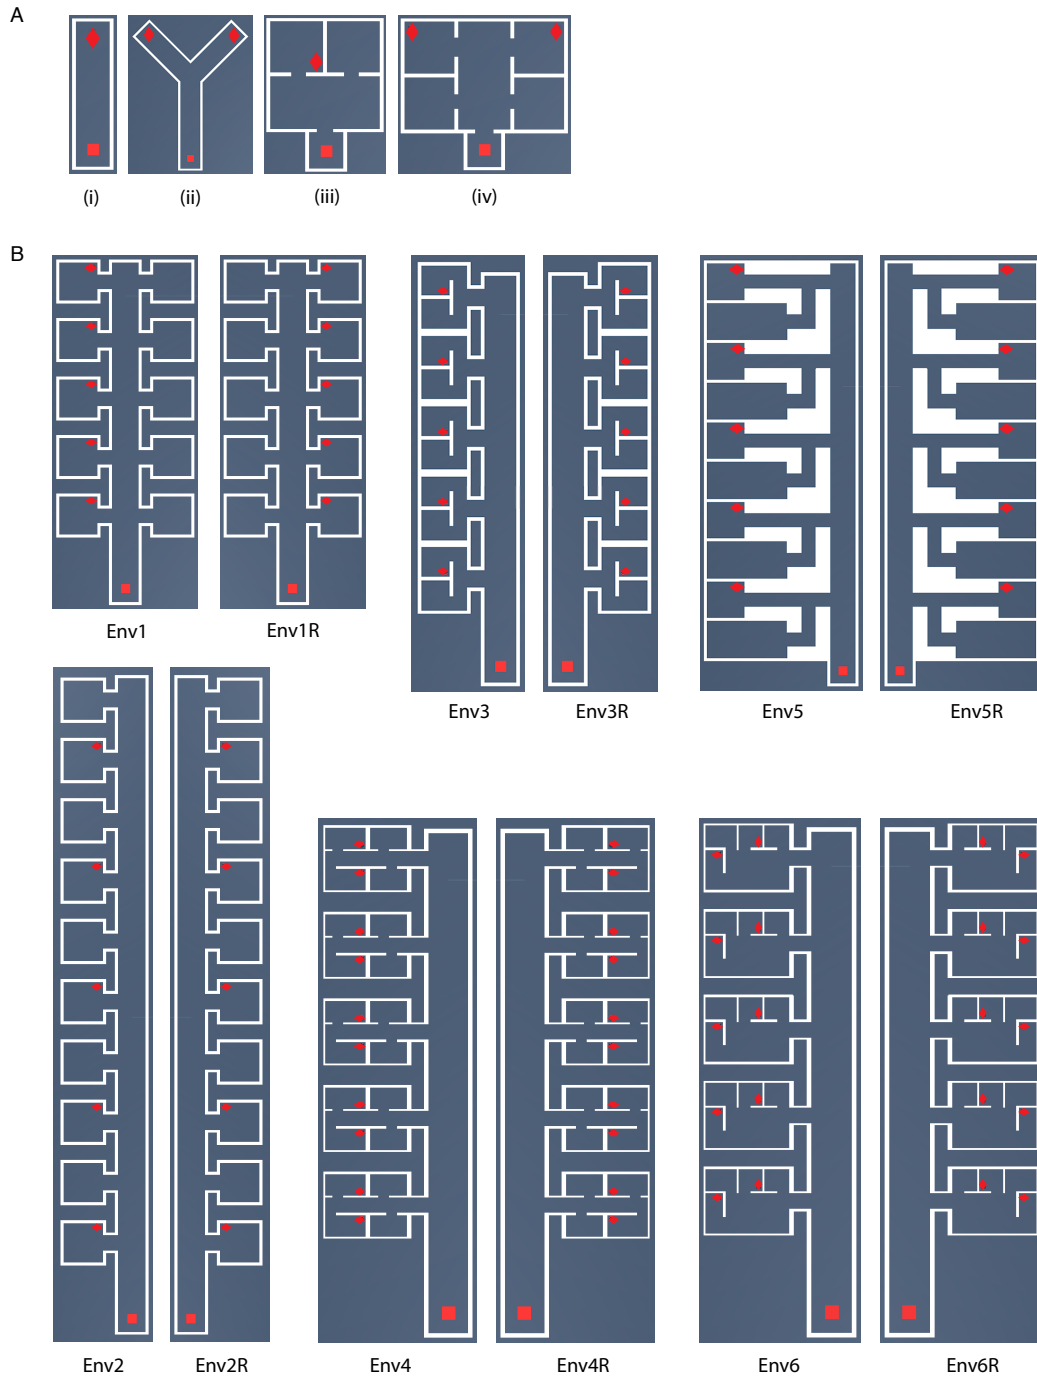 A
(i) (ii) (iii) (iv)
B
Env1 Env1R
Env3 Env3R Env5 Env5R
Env2 Env2R Env4 Env4R Env6 Env6R